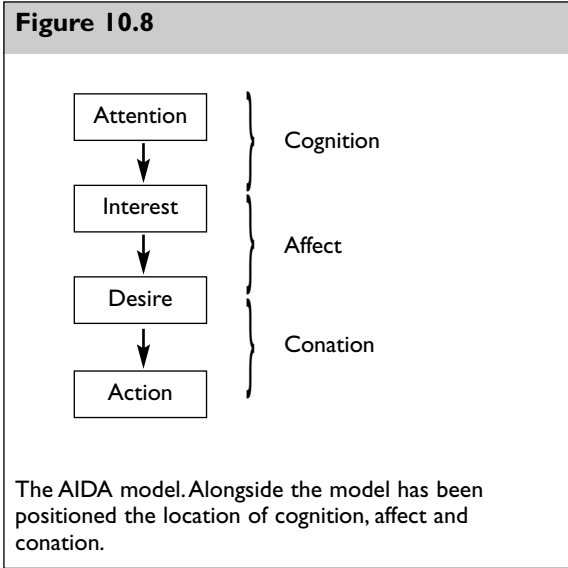 Figure 10.8
Attention
Cognition
Interest
Affect
Desire
Conation
Action
The AIDA model. Alongside the model has been
positioned the location of cognition, affect and
conation.